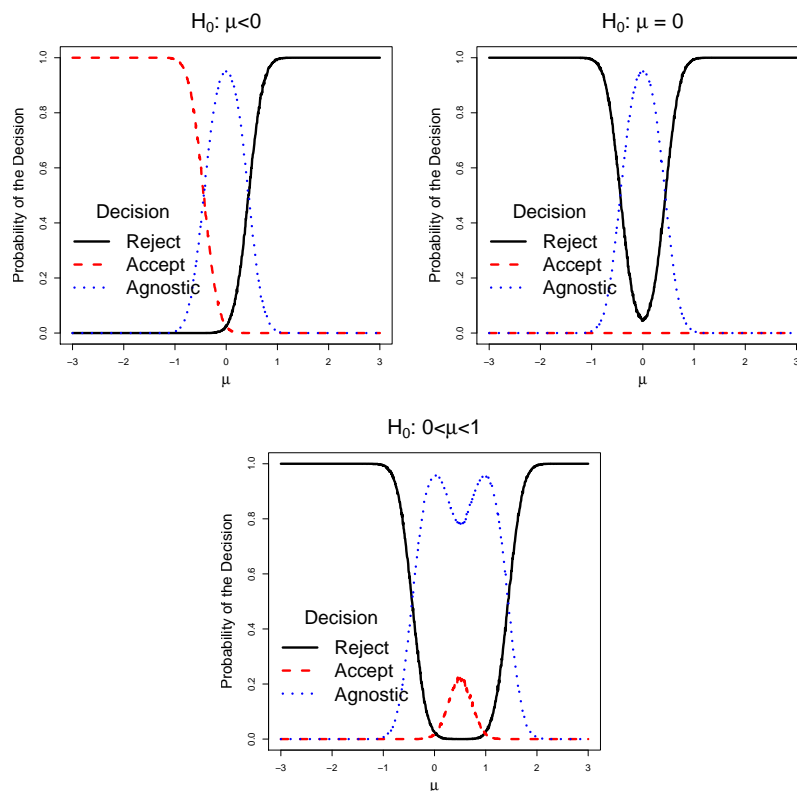 H₀: μ<0
Probability of the Decision
1.0
0.8
0.6
0.4
0.2
0.0
Decision
Reject
Accept
Agnostic
−3 −2 −1 0 1 2 3
μ
H₀: μ = 0
Probability of the Decision
1.0
0.8
0.6
0.4
0.2
0.0
Decision
Reject
Accept
Agnostic
−3 −2 −1 0 1 2 3
μ
H₀: 0<μ<1
Probability of the Decision
1.0
0.8
0.6
0.4
0.2
0.0
Decision
Reject
Accept
Agnostic
−3 −2 −1 0 1 2 3
μ